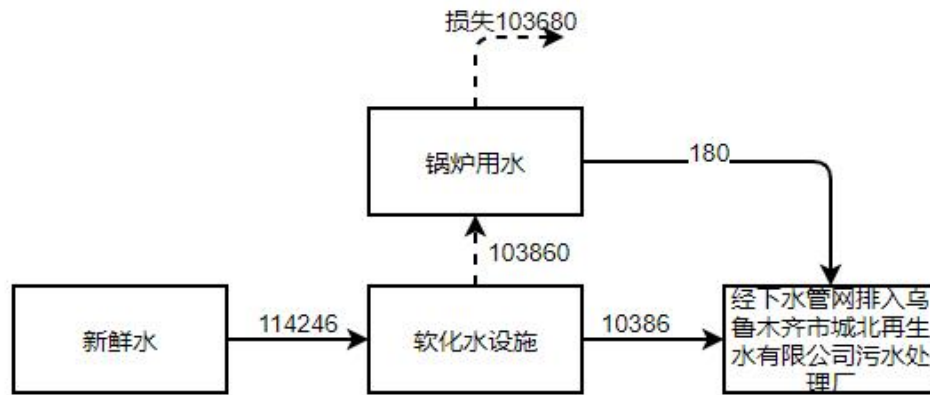 损失103680
锅炉用水
180
103860
新鲜水
114246
软化水设施
10386
经下水管网排入乌
鲁木齐市城北再生
水有限公司污水处
理厂